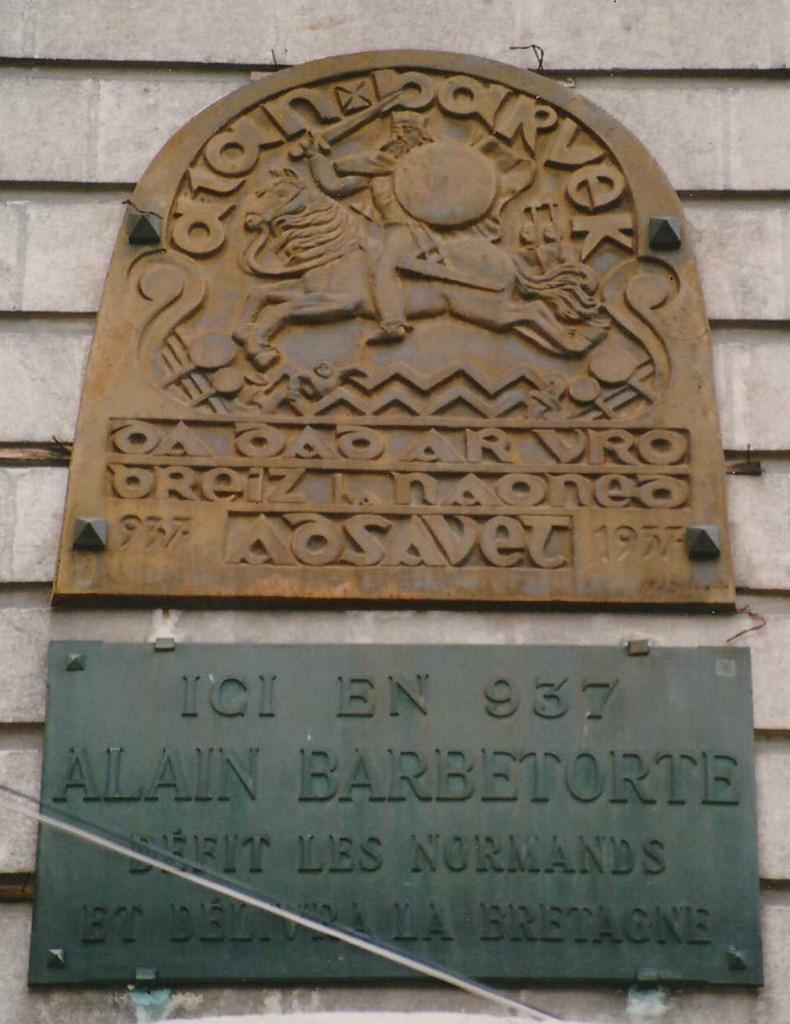 alan barvek
da dad ar vro
breiz i naoned
937 adsavet 1937
ICI EN 937
ALAIN BARBETORTE
DÉFIT LES NORMANDS
ET DÉLIVRA LA BRETAGNE